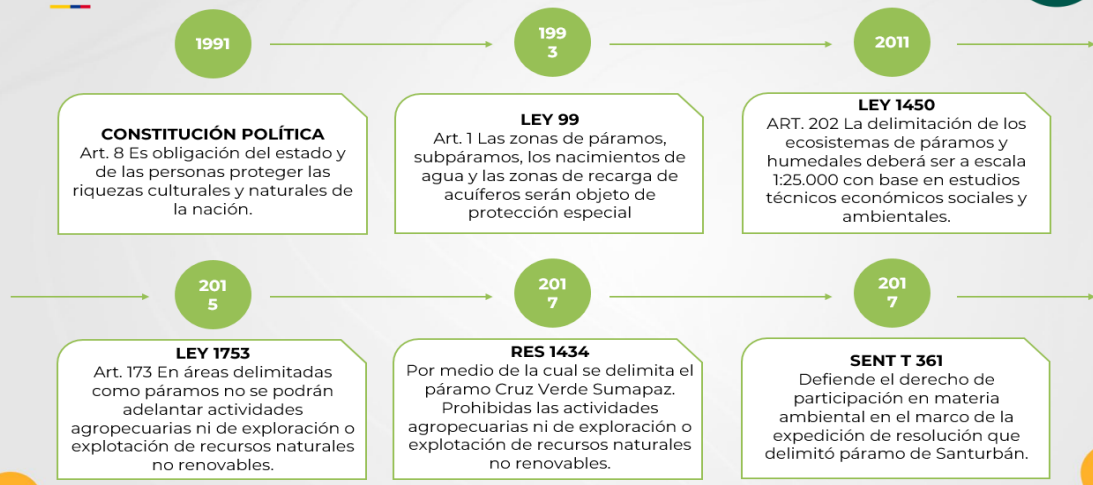 1991
CONSTITUCIÓN POLÍTICA
Art. 8 Es obligación del estado y
de las personas proteger las
riquezas culturales y naturales de
la nación.
199
3
LEY 99
Art. 1 Las zonas de páramos,
subpáramos, los nacimientos de
agua y las zonas de recarga de
acuíferos serán objeto de
protección especial
2011
LEY 1450
ART. 202 La delimitación de los
ecosistemas de páramos y
humedales deberá ser a escala
1:25.000 con base en estudios
técnicos económicos sociales y
ambientales.
201
5
LEY 1753
Art. 173 En áreas delimitadas
como páramos no se podrán
adelantar actividades
agropecuarias ni de exploración o
explotación de recursos naturales
no renovables.
201
7
RES 1434
Por medio de la cual se delimita el
páramo Cruz Verde Sumapaz.
Prohibidas las actividades
agropecuarias ni de exploración o
explotación de recursos naturales
no renovables.
201
7
SENT T 361
Defiende el derecho de
participación en materia
ambiental en el marco de la
expedición de resolución que
delimitó páramo de Santurbán.